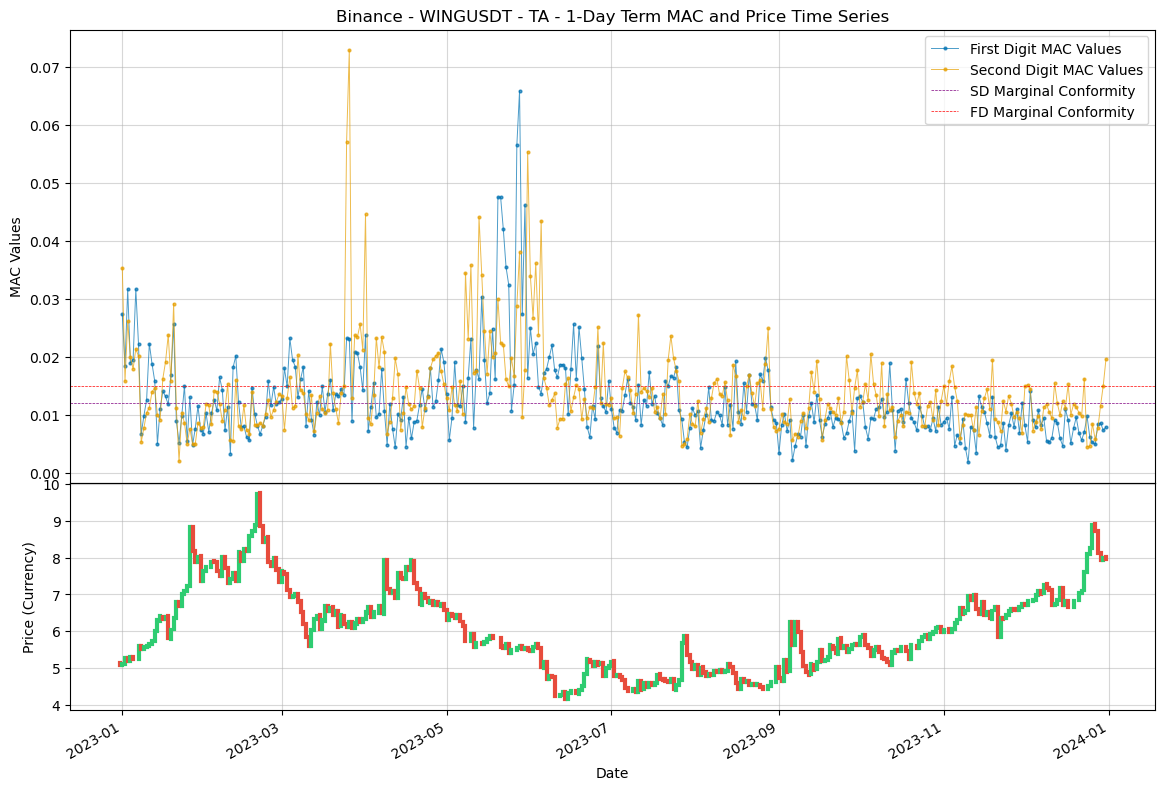 Binance - WINGUSDT - TA - 1-Day Term MAC and Price Time Series
First Digit MAC Values
Second Digit MAC Values
SD Marginal Conformity
FD Marginal Conformity
MAC Values
0.07
0.06
0.05
0.04
0.03
0.02
0.01
0.00
Price (Currency)
10
9
8
7
6
5
4
2023-01
2023-03
2023-05
2023-07
2023-09
2023-11
2024-01
Date